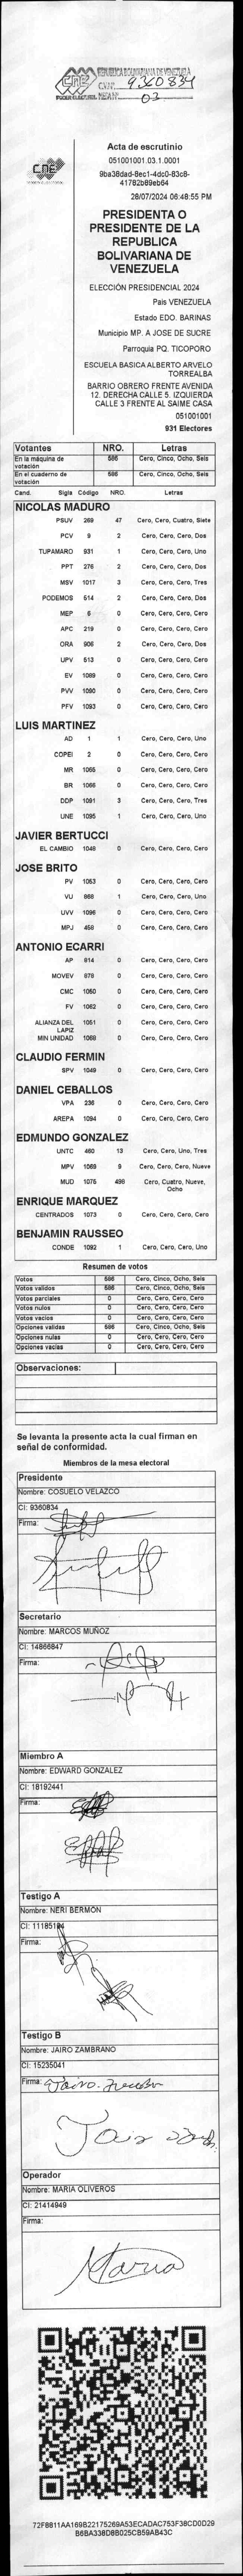 CNE
REPUBLICA BOLIVARIANA DE VENEZUELA
9360834
PODER ELECTORAL
03
CNE
Acta de escrutinio
051001001.03.1.0001
9ba38dad-8ec1-4dc0-83c8-
41782b89eb64
28/07/2024 06:48:55 PM
PRESIDENTA O
PRESIDENTE DE LA
REPUBLICA
BOLIVARIANA DE
VENEZUELA
ELECCIÓN PRESIDENCIAL 2024
Pais VENEZUELA
Estado EDO. BARINAS
Municipio MP. A JOSE DE SUCRE
Parroquia PQ. TICOPORO
ESCUELA BASICA ALBERTO ARVELO
TORREALBA
BARRIO OBRERO FRENTE AVENIDA
12. DERECHA CALLE 5. IZQUIERDA
CALLE 3 FRENTE AL SAIME CASA
051001001
931 Electores
Votantes NRO. Letras
En la máquina de votación 586 Cero, Cinco, Ocho, Seis
En el cuaderno de votación 586 Cero, Cinco, Ocho, Seis
Cand. Sigla Código NRO. Letras
NICOLAS MADURO
PSUV 269 47 Cero, Cero, Cuatro, Siete
PCV 9 2 Cero, Cero, Cero, Dos
TUPAMARO 931 1 Cero, Cero, Cero, Uno
PPT 276 2 Cero, Cero, Cero, Dos
MSV 1017 3 Cero, Cero, Cero, Tres
PODEMOS 514 2 Cero, Cero, Cero, Dos
MEP 6 0 Cero, Cero, Cero, Cero
APC 219 0 Cero, Cero, Cero, Cero
ORA 906 2 Cero, Cero, Cero, Dos
UPV 513 0 Cero, Cero, Cero, Cero
EV 1089 0 Cero, Cero, Cero, Cero
PVV 1090 0 Cero, Cero, Cero, Cero
PFV 1093 0 Cero, Cero, Cero, Cero
LUIS MARTINEZ
AD 1 1 Cero, Cero, Cero, Uno
COPEI 2 0 Cero, Cero, Cero, Cero
MR 1065 0 Cero, Cero, Cero, Cero
BR 1066 0 Cero, Cero, Cero, Cero
DDP 1091 3 Cero, Cero, Cero, Tres
UNE 1095 1 Cero, Cero, Cero, Uno
JAVIER BERTUCCI
EL CAMBIO 1048 0 Cero, Cero, Cero, Cero
JOSE BRITO
PV 1053 0 Cero, Cero, Cero, Cero
VU 868 1 Cero, Cero, Cero, Uno
UVV 1096 0 Cero, Cero, Cero, Cero
MPJ 458 0 Cero, Cero, Cero, Cero
ANTONIO ECARRI
AP 814 0 Cero, Cero, Cero, Cero
MOVEV 878 0 Cero, Cero, Cero, Cero
CMC 1050 0 Cero, Cero, Cero, Cero
FV 1062 0 Cero, Cero, Cero, Cero
ALIANZA DEL LAPIZ 1051 0 Cero, Cero, Cero, Cero
MIN UNIDAD 1068 0 Cero, Cero, Cero, Cero
CLAUDIO FERMIN
SPV 1049 0 Cero, Cero, Cero, Cero
DANIEL CEBALLOS
VPA 236 0 Cero, Cero, Cero, Cero
AREPA 1094 0 Cero, Cero, Cero, Cero
EDMUNDO GONZALEZ
UNTC 460 13 Cero, Cero, Uno, Tres
MPV 1069 9 Cero, Cero, Cero, Nueve
MUD 1075 498 Cero, Cuatro, Nueve,
Ocho
ENRIQUE MARQUEZ
CENTRADOS 1073 0 Cero, Cero, Cero, Cero
BENJAMIN RAUSSEO
CONDE 1092 1 Cero, Cero, Cero, Uno
Resumen de votos
Votos 586 Cero, Cinco, Ocho, Seis
Votos validos 586 Cero, Cinco, Ocho, Seis
Votos parciales 0 Cero, Cero, Cero, Cero
Votos nulos 0 Cero, Cero, Cero, Cero
Votos vacios 0 Cero, Cero, Cero, Cero
Opciones validas 586 Cero, Cinco, Ocho, Seis
Opciones nulas 0 Cero, Cero, Cero, Cero
Opciones vacias 0 Cero, Cero, Cero, Cero
Observaciones:
Se levanta la presente acta la cual firman en
señal de conformidad.
Miembros de la mesa electoral
Presidente
Nombre: COSUELO VELAZCO
CI: 9360834
Firma:
Secretario
Nombre: MARCOS MUÑOZ
CI: 14866847
Firma:
Miembro A
Nombre: EDWARD GONZALEZ
CI: 18192441
Firma:
Testigo A
Nombre: NERI BERMON
CI: 11185194
Firma:
Testigo B
Nombre: JAIRO ZAMBRANO
CI: 15235041
Firma: Jairo
Operador
Nombre: MARIA OLIVEROS
CI: 21414949
Firma:
Maria
72F8811AA169B22175269A53ECADAC753F38CD0D29
B6BA338D8B025CB59AB43C